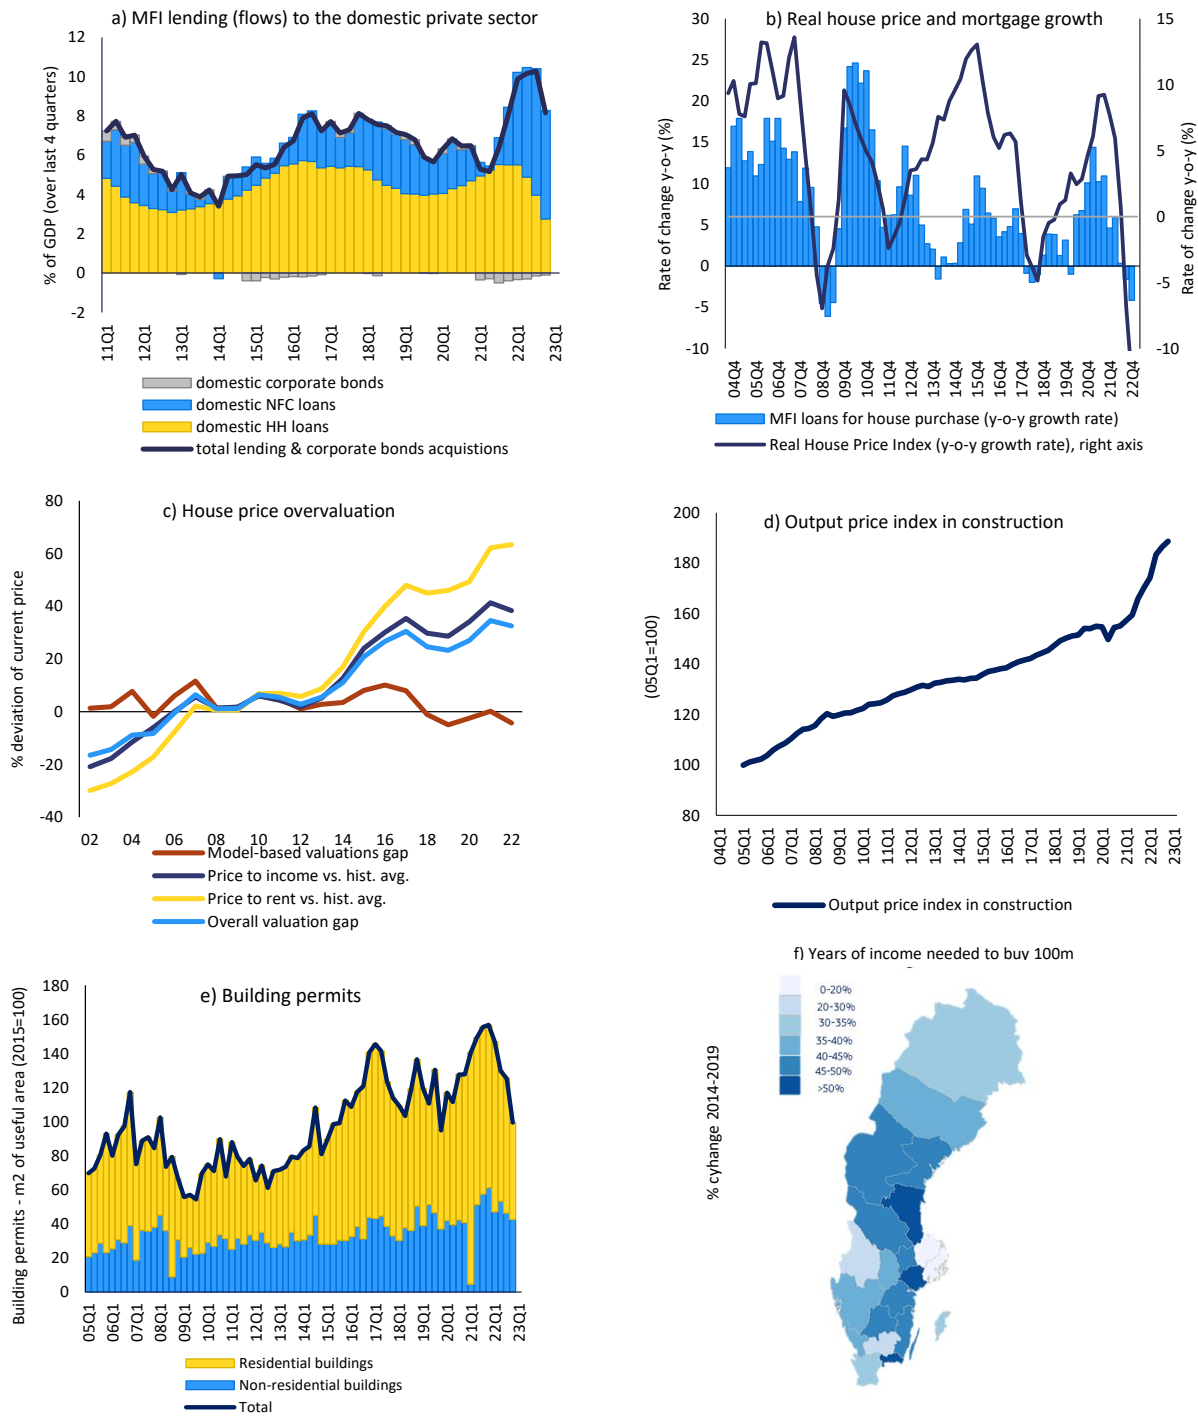 a) MFI lending (flows) to the domestic private sector
% of GDP (over last 4 quarters)
12
10
8
6
4
2
0
-2
11Q1
12Q1
13Q1
14Q1
15Q1
16Q1
17Q1
18Q1
19Q1
20Q1
21Q1
22Q1
23Q1
domestic corporate bonds
domestic NFC loans
domestic HH loans
total lending & corporate bonds acquistions
b) Real house price and mortgage growth
Rate of change y-o-y (%)
30
25
20
15
10
5
0
-5
-10
15
10
5
0
-5
-10
Rate of change y-o-y (%)
04Q4
05Q4
06Q4
07Q4
08Q4
09Q4
10Q4
11Q4
12Q4
13Q4
14Q4
15Q4
16Q4
17Q4
18Q4
19Q4
20Q4
21Q4
22Q4
MFI loans for house purchase (y-o-y growth rate)
Real House Price Index (y-o-y growth rate), right axis
c) House price overvaluation
% deviation of current price
80
60
40
20
0
-20
-40
02 04 06 08 10 12 14 16 18 20 22
Model-based valuations gap
Price to income vs. hist. avg.
Price to rent vs. hist. avg.
Overall valuation gap
d) Output price index in construction
(05Q1=100)
200
180
160
140
120
100
80
04Q1
05Q1
06Q1
07Q1
08Q1
09Q1
10Q1
11Q1
12Q1
13Q1
14Q1
15Q1
16Q1
17Q1
18Q1
19Q1
20Q1
21Q1
22Q1
23Q1
Output price index in construction
e) Building permits
Building permits - m2 of useful area (2015=100)
180
160
140
120
100
80
60
40
20
0
05Q1
06Q1
07Q1
08Q1
09Q1
10Q1
11Q1
12Q1
13Q1
14Q1
15Q1
16Q1
17Q1
18Q1
19Q1
20Q1
21Q1
22Q1
23Q1
Residential buildings
Non-residential buildings
Total
f) Years of income needed to buy 100m
% cyhange 2014-2019
0-20%
20-30%
30-35%
35-40%
40-45%
45-50%
>50%